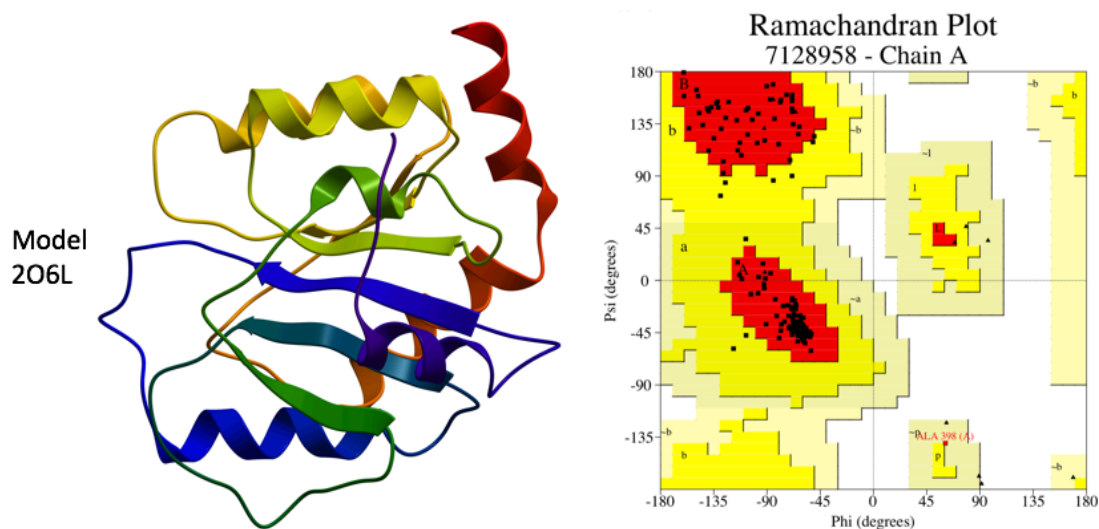 Model
2O6L
Ramachandran Plot
7128958 - Chain A
180
135
90
45
0
-45
-90
-135
Psi (degrees)
B
b
~b
~l
l
L
a
A
~a
~b
b
~b
b
~p
ALA 398 (A)
p
~b
b
-180
-135
-90
-45
0
45
90
135
180
Phi (degrees)